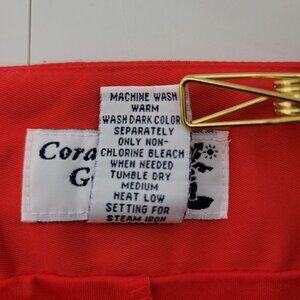 MACHINE WASH
WARM
WASH DARK COLOR
SEPARATELY
ONLY NON-
CHLORINE BLEACH
WHEN NEEDED
TUMBLE DRY
MEDIUM
HEAT LOW
SETTING FOR
STEAM IRON
Cora
G